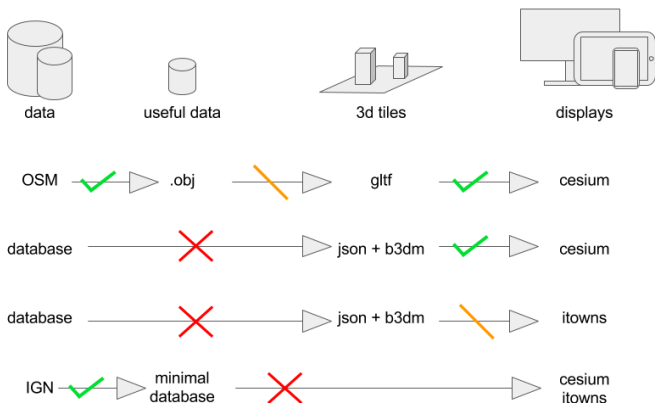 data useful data 3d tiles displays
OSM .obj gltf cesium
database json + b3dm cesium
database json + b3dm itowns
IGN minimal database cesium itowns